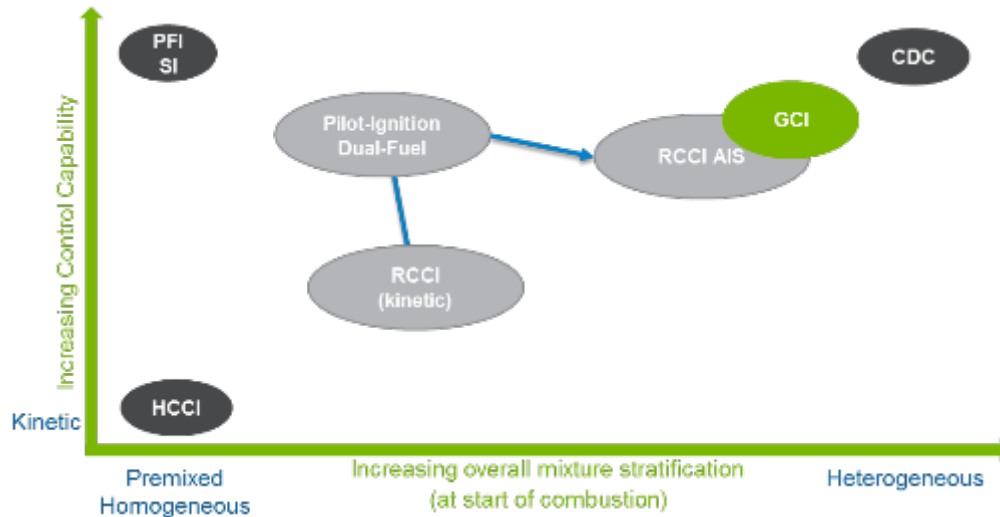 PFI
SI
CDC
GCI
Pilot-Ignition
Dual-Fuel
RCCI AIS
RCCI
(kinetic)
HCCI
Increasing Control Capability
Kinetic
Premixed
Homogeneous
Increasing overall mixture stratification
(at start of combustion)
Heterogeneous